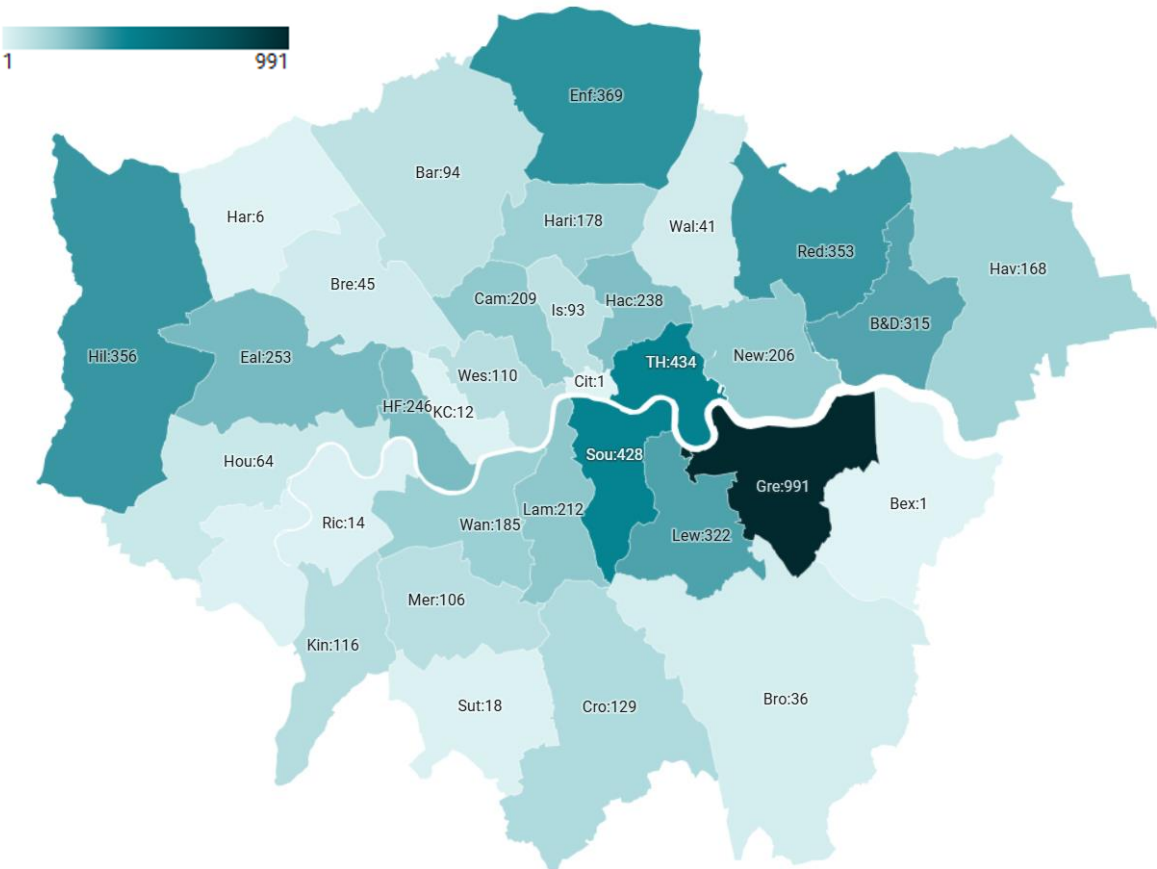 1 991
Enf:369
Bar:94
Har:6
Hari:178
Wal:41
Red:353
Hav:168
Bre:45
Cam:209
Is:93
Hac:238
B&D:315
Hil:356
Eal:253
Wes:110
TH:434
New:206
Cit:1
HF:246
KC:12
Hou:64
Sou:428
Gre:991
Bex:1
Ric:14
Wan:185
Lam:212
Lew:322
Mer:106
Kin:116
Sut:18
Cro:129
Bro:36